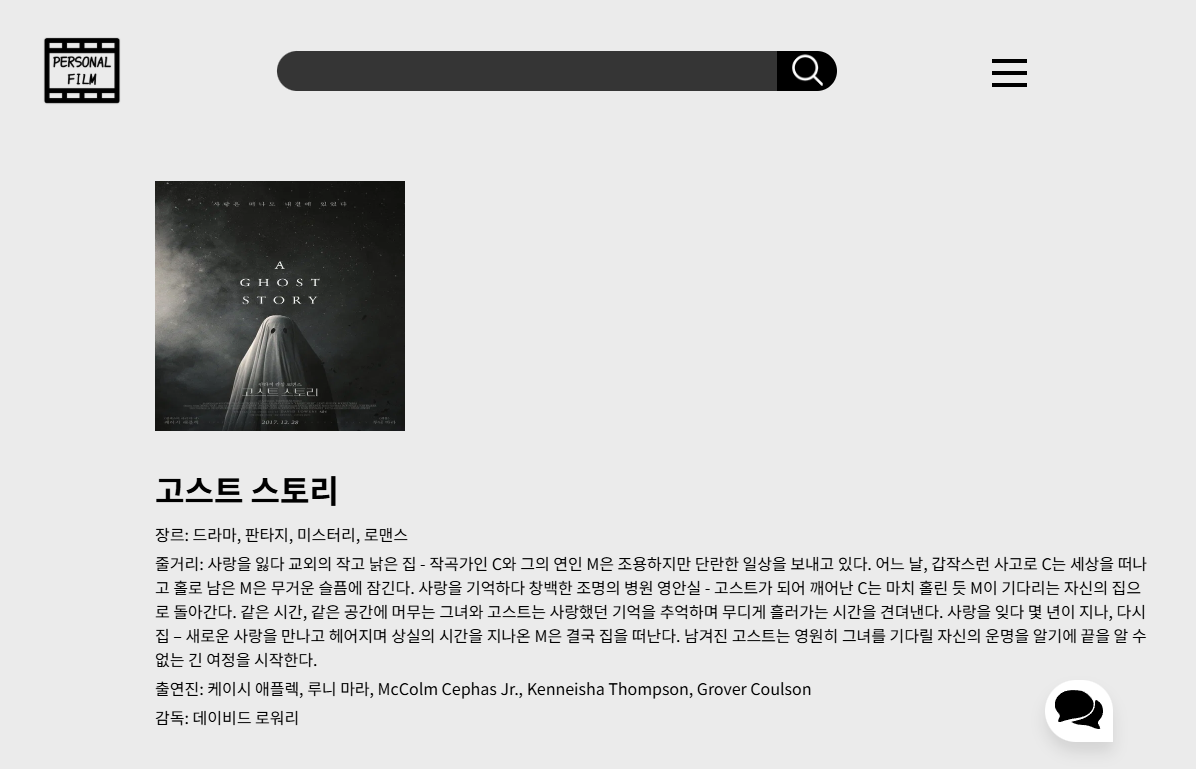 PERSONAL
FILM
사랑은 떠나도 내 곁에 있었다
A
GHOST
STORY
고스트 스토리
2017. 12. 28
고스트 스토리
장르: 드라마, 판타지, 미스터리, 로맨스
줄거리: 사랑을 잃다 교외의 작고 낡은 집 - 작곡가인 C와 그의 연인 M은 조용하지만 단란한 일상을 보내고 있다. 어느 날, 갑작스런 사고로 C는 세상을 떠나
고 홀로 남은 M은 무거운 슬픔에 잠긴다. 사랑을 기억하다 창백한 조명의 병원 영안실 - 고스트가 되어 깨어난 C는 마치 홀린 듯 M이 기다리는 자신의 집으
로 돌아간다. 같은 시간, 같은 공간에 머무는 그녀와 고스트는 사랑했던 기억을 추억하며 무디게 흘러가는 시간을 견뎌낸다. 사랑을 잊다 몇 년이 지나, 다시
집 – 새로운 사랑을 만나고 헤어지며 상실의 시간을 지나온 M은 결국 집을 떠난다. 남겨진 고스트는 영원히 그녀를 기다릴 자신의 운명을 알기에 끝을 알 수
없는 긴 여정을 시작한다.
출연진: 케이시 애플렉, 루니 마라, McColm Cephas Jr., Kenneisha Thompson, Grover Coulson
감독: 데이비드 로워리